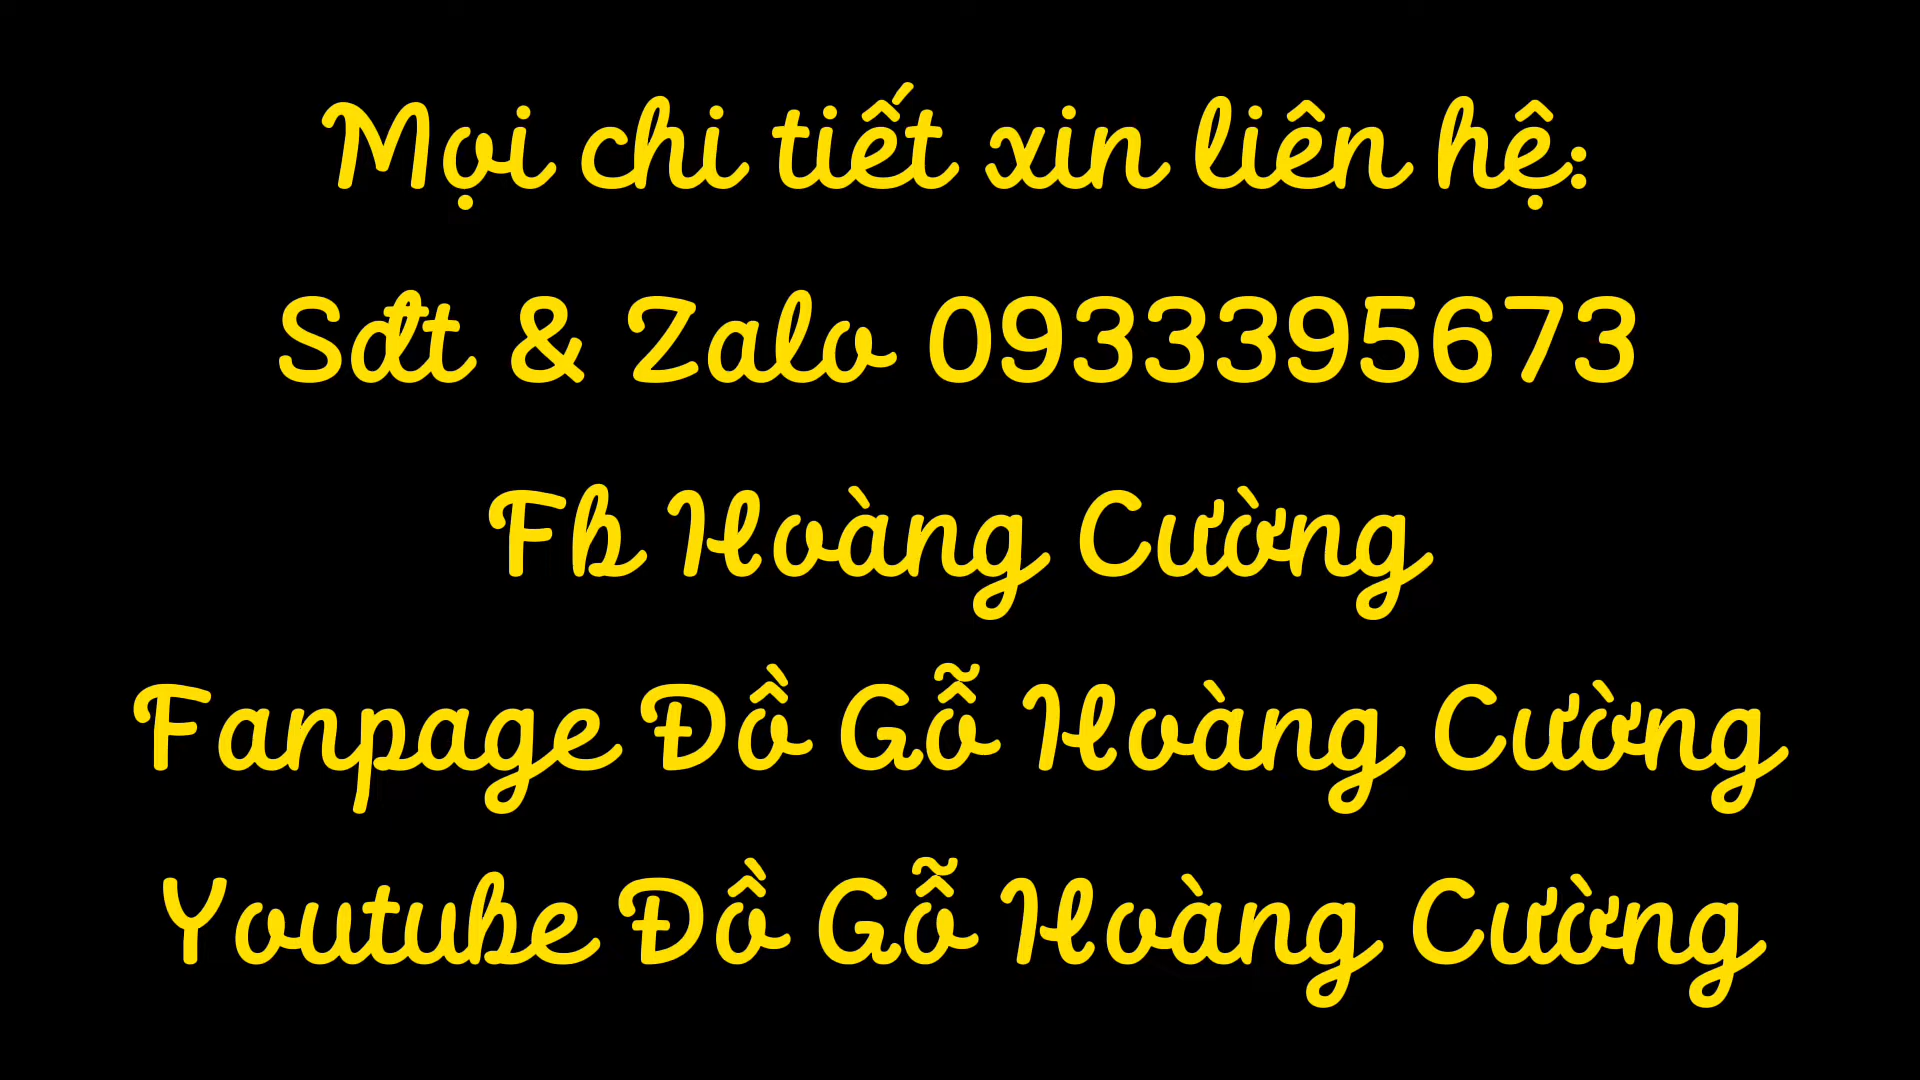 Mọi chi tiết xin liên hệ:
Sđt & Zalo 0933395673
Fb Hoàng Cường
Fanpage Đồ Gỗ Hoàng Cường
Youtube Đồ Gỗ Hoàng Cường